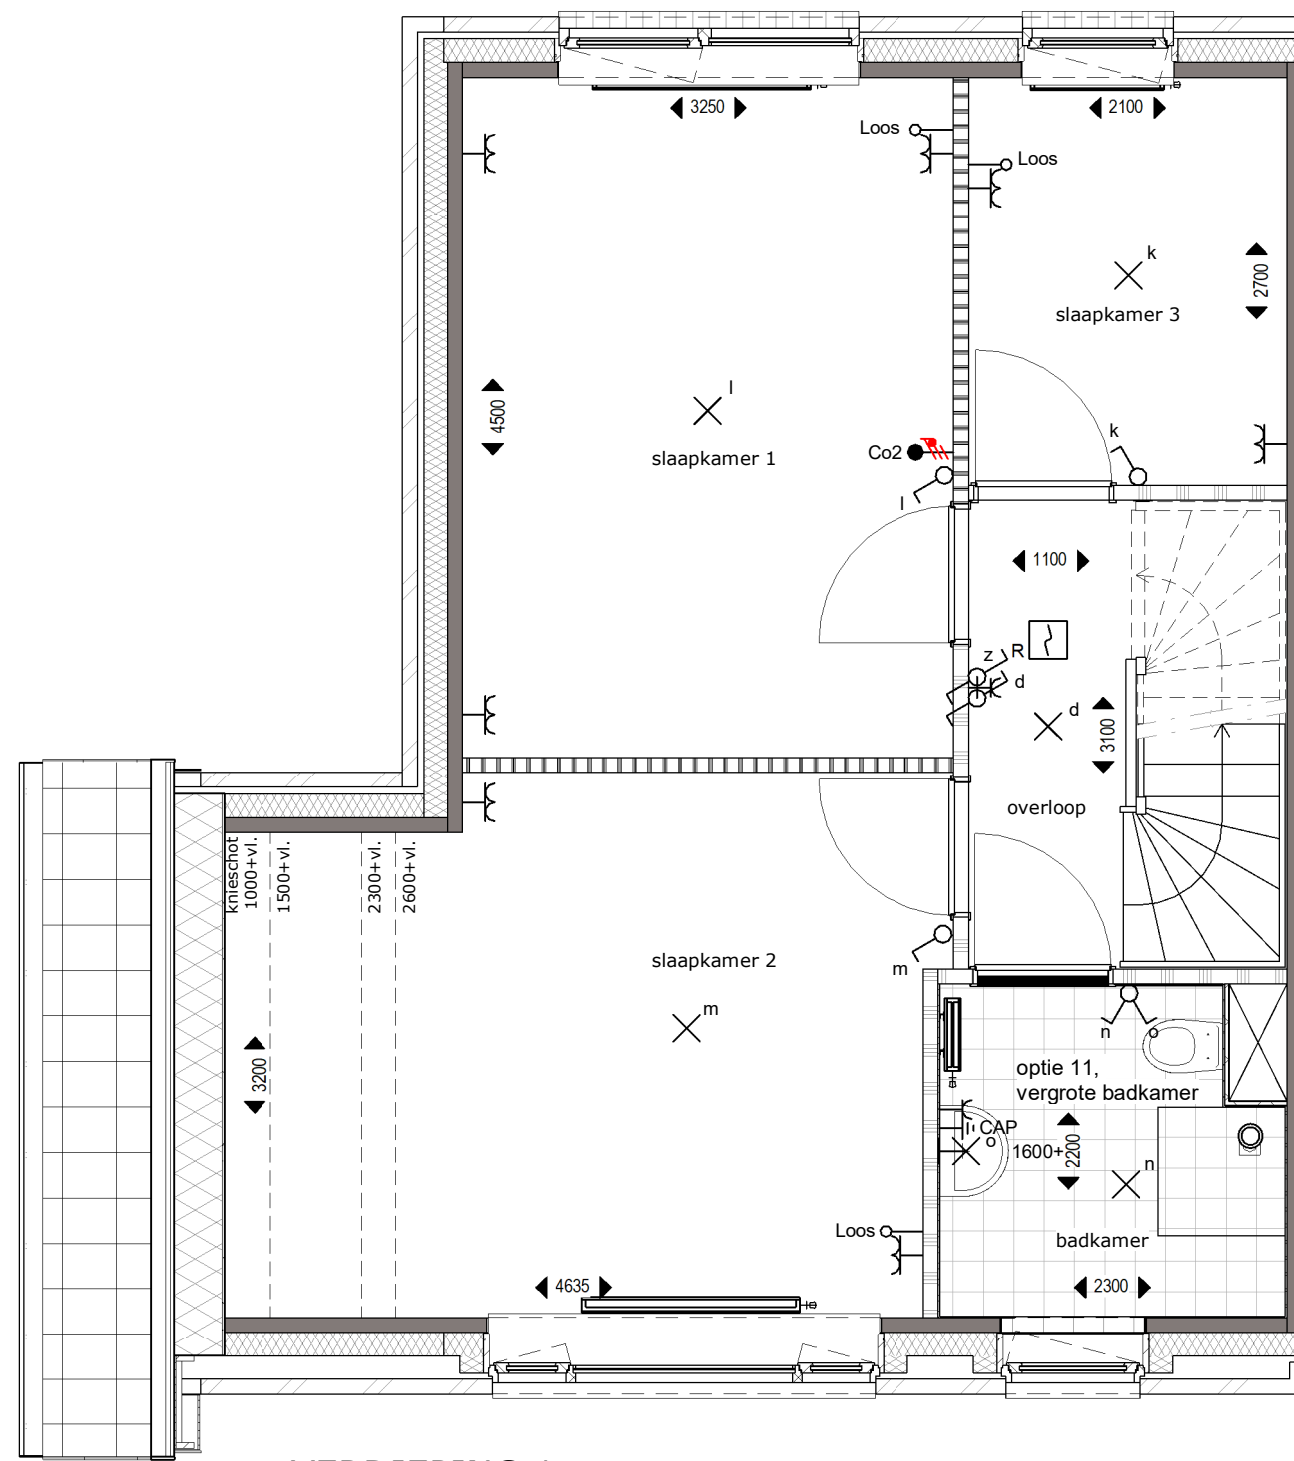 3250
2100
Loos
Loos
k
2700
slaapkamer 3
l
4500
slaapkamer 1
k
Co2
l
1100
z R
d
d
3100
overloop
knieschot
1000+vl.
1500+vl.
2300+vl.
2600+vl.
slaapkamer 2
m
m
n
o
optie 11,
vergrote badkamer
3200
CAP
o
1600+
2200
n
Loos
badkamer
4635
2300